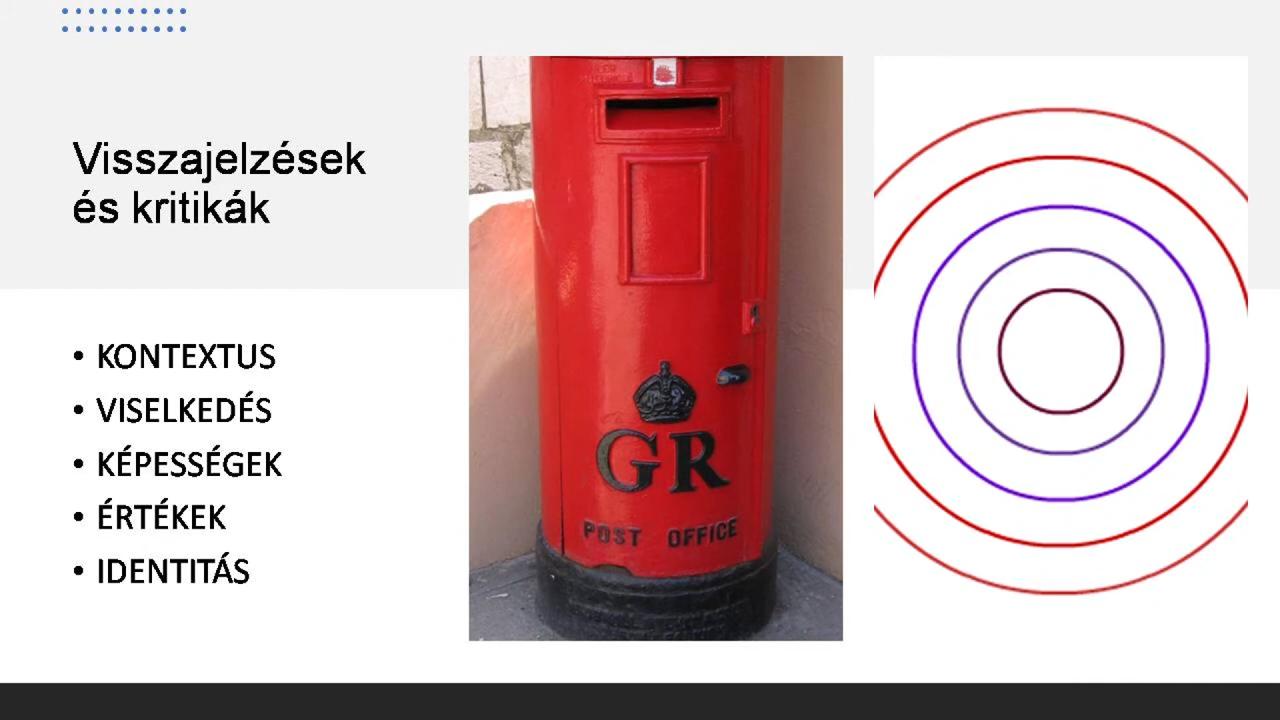 Visszajelzések
és kritikák
• KONTEXTUS
• VISELKEDÉS
• KÉPESSÉGEK
• ÉRTÉKEK
• IDENTITÁS
GR
POST OFFICE